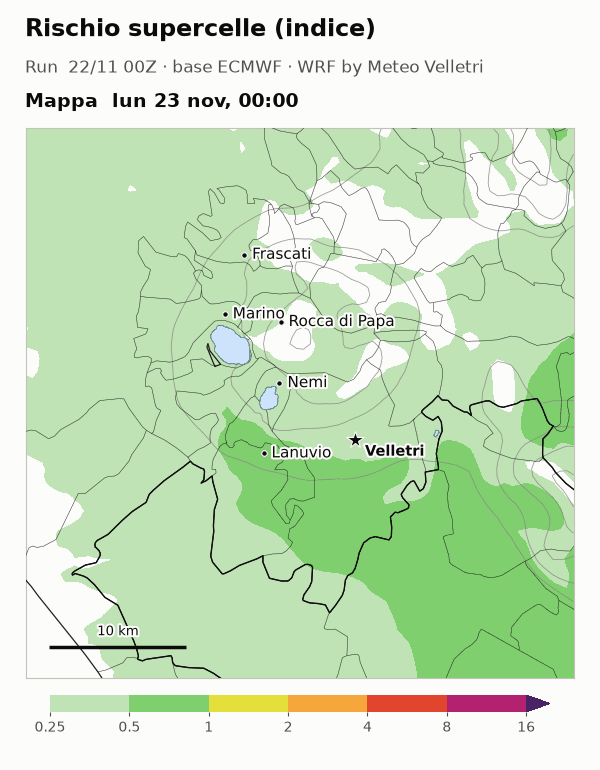 Rischio supercelle (indice)
Run  22/11 00Z · base ECMWF · WRF by Meteo Velletri
Mappa  lun 23 nov, 00:00
Frascati
Marino
Rocca di Papa
Nemi
Velletri
Lanuvio
10 km
0.25 0.5 1 2 4 8 16